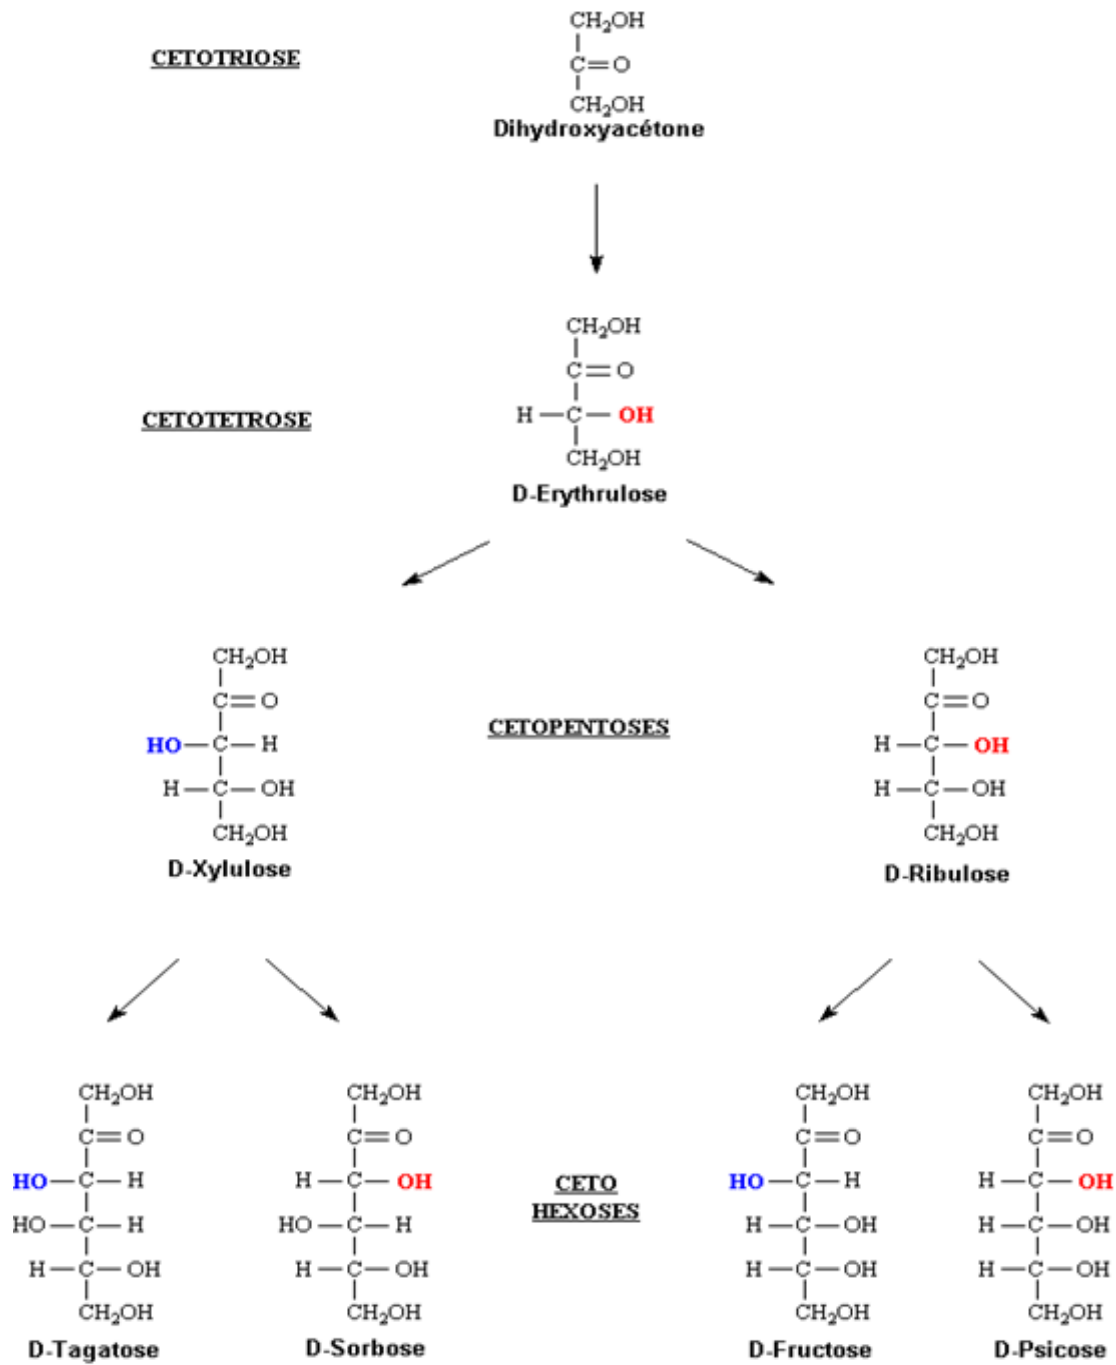 CH₂OH
CETOTRIOSE
C=O
CH₂OH
Dihydroxyacétone
CH₂OH
C=O
CETOTETROSE
H—C—OH
CH₂OH
D-Erythrulose
CH₂OH CH₂OH
C=O C=O
CETOPENTOSES
HO—C—H H—C—OH
H—C—OH H—C—OH
CH₂OH CH₂OH
D-Xylulose D-Ribulose
CH₂OH CH₂OH CH₂OH CH₂OH
C=O C=O C=O C=O
HO—C—H H—C—OH CETO HO—C—H H—C—OH
HEXOSES
HO—C—H HO—C—H H—C—OH H—C—OH
H—C—OH H—C—OH H—C—OH H—C—OH
CH₂OH CH₂OH CH₂OH CH₂OH
D-Tagatose D-Sorbose D-Fructose D-Psicose